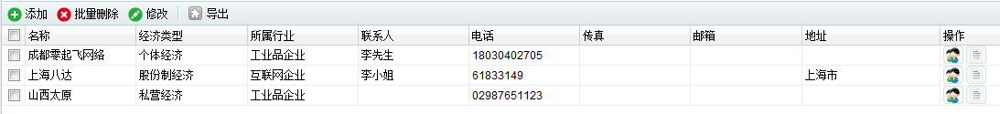 添加 批量删除 修改 导出
名称 经济类型 所属行业 联系人 电话 传真 邮箱 地址 操作
成都零起飞网络 个体经济 工业品企业 李先生 18030402705
上海八达 股份制经济 互联网企业 李小姐 61833149 上海市
山西太原 私营经济 工业品企业 02987651123